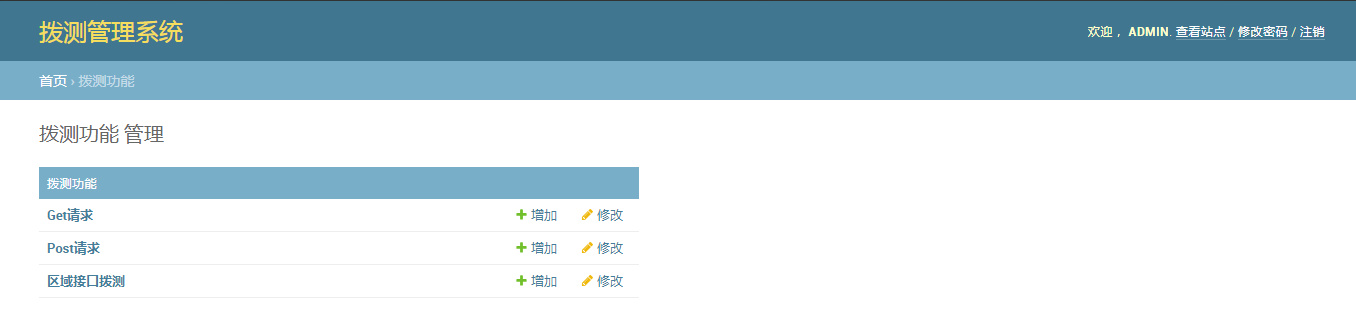 拨测管理系统
欢迎， ADMIN. 查看站点 / 修改密码 / 注销
首页 › 拨测功能
拨测功能 管理
拨测功能
Get请求 增加 修改
Post请求 增加 修改
区域接口拨测 增加 修改